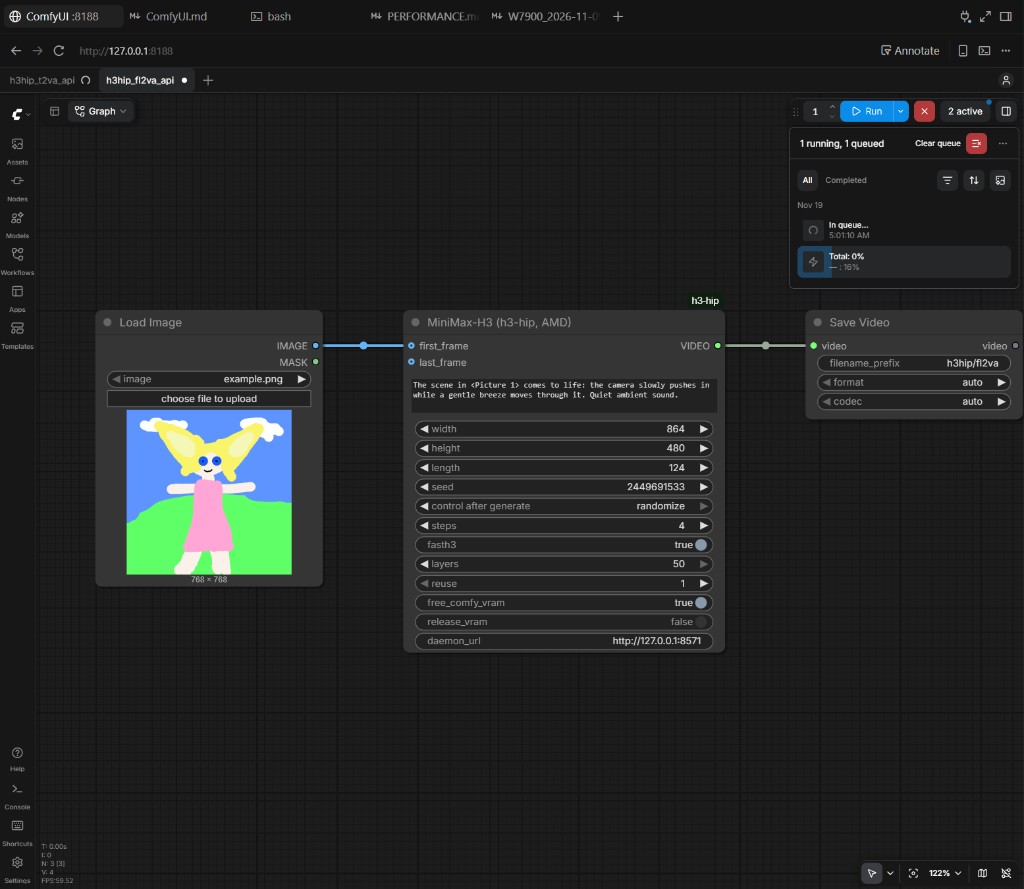 ComfyUI :8188
ComfyUI.md
bash
PERFORMANCE.m
W7900_2026-11-0
http://127.0.0.1:8188
Annotate
h3hip_t2va_api
h3hip_fl2va_api
Graph
1
Run
2 active
1 running, 1 queued
Clear queue
All
Completed
Nov 19
In queue...
5:01:10 AM
Total: 0%
— : 16%
Assets
Nodes
Models
Workflows
Apps
Templates
Load Image
IMAGE
MASK
image
example.png
choose file to upload
768 × 768
h3-hip
MiniMax-H3 (h3-hip, AMD)
first_frame
VIDEO
last_frame
The scene in <Picture 1> comes to life: the camera slowly pushes in
while a gentle breeze moves through it. Quiet ambient sound.
width 864
height 480
length 124
seed 2449691533
control after generate randomize
steps 4
fasth3 true
layers 50
reuse 1
free_comfy_vram true
release_vram false
daemon_url http://127.0.0.1:8571
Save Video
video
video
filename_prefix h3hip/fl2va
format auto
codec auto
Help
Console
Shortcuts
Settings
T: 0.00s
I: 0
N: 3 [3]
V: 4
FPS:59.52
122%